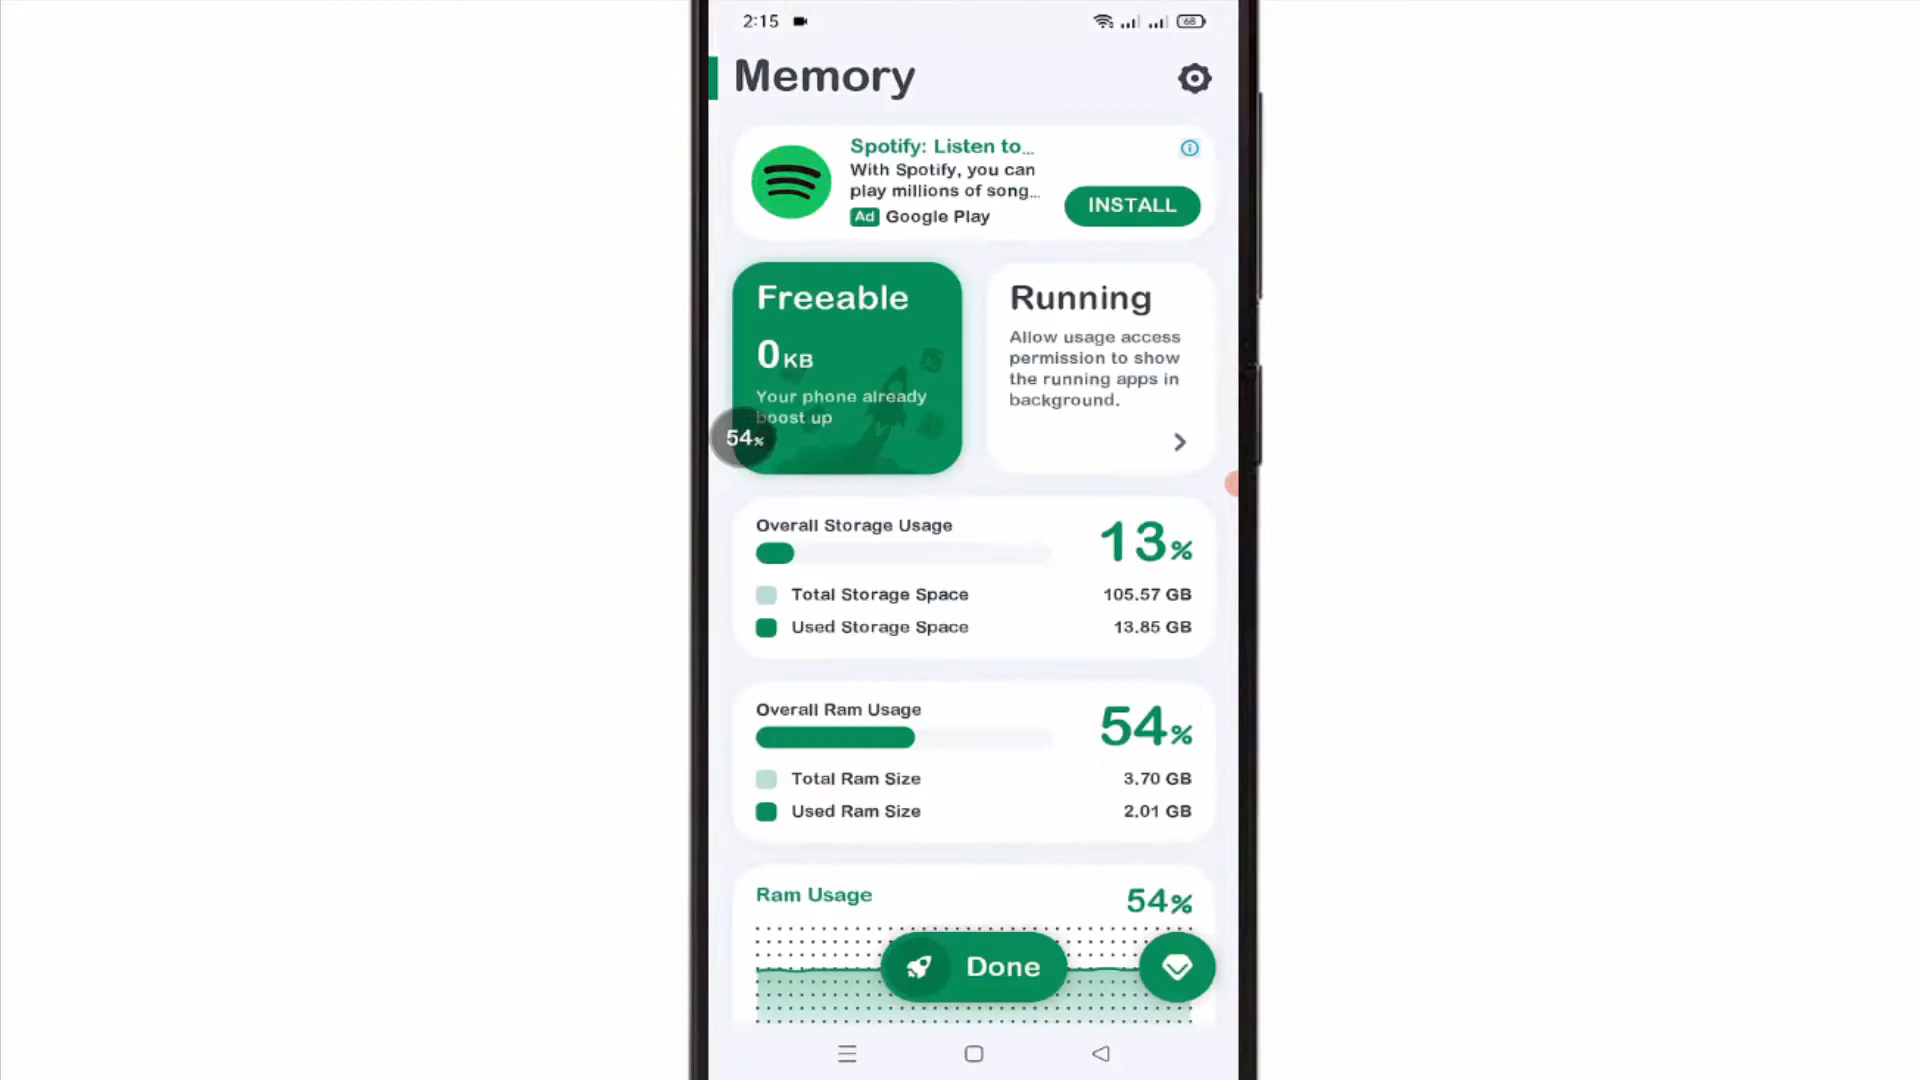 2:15
68
Memory
Spotify: Listen to...
With Spotify, you can
play millions of song...
Ad Google Play
INSTALL
Freeable
0 KB
Your phone already
boost up
54%
Running
Allow usage access
permission to show
the running apps in
background.
Overall Storage Usage
13%
Total Storage Space 105.57 GB
Used Storage Space 13.85 GB
Overall Ram Usage
54%
Total Ram Size 3.70 GB
Used Ram Size 2.01 GB
Ram Usage 54%
Done